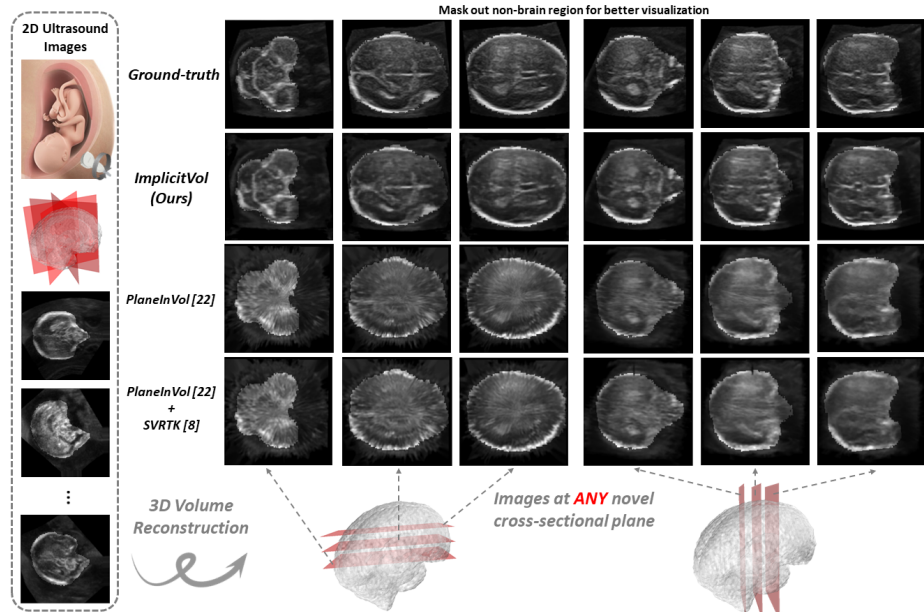 Mask out non-brain region for better visualization
2D Ultrasound
Images
Ground-truth
ImplicitVol
(Ours)
PlaneInVol [22]
PlaneInVol [22]
+
SVRTK [8]
...
3D Volume
Reconstruction
Images at ANY novel
cross-sectional plane